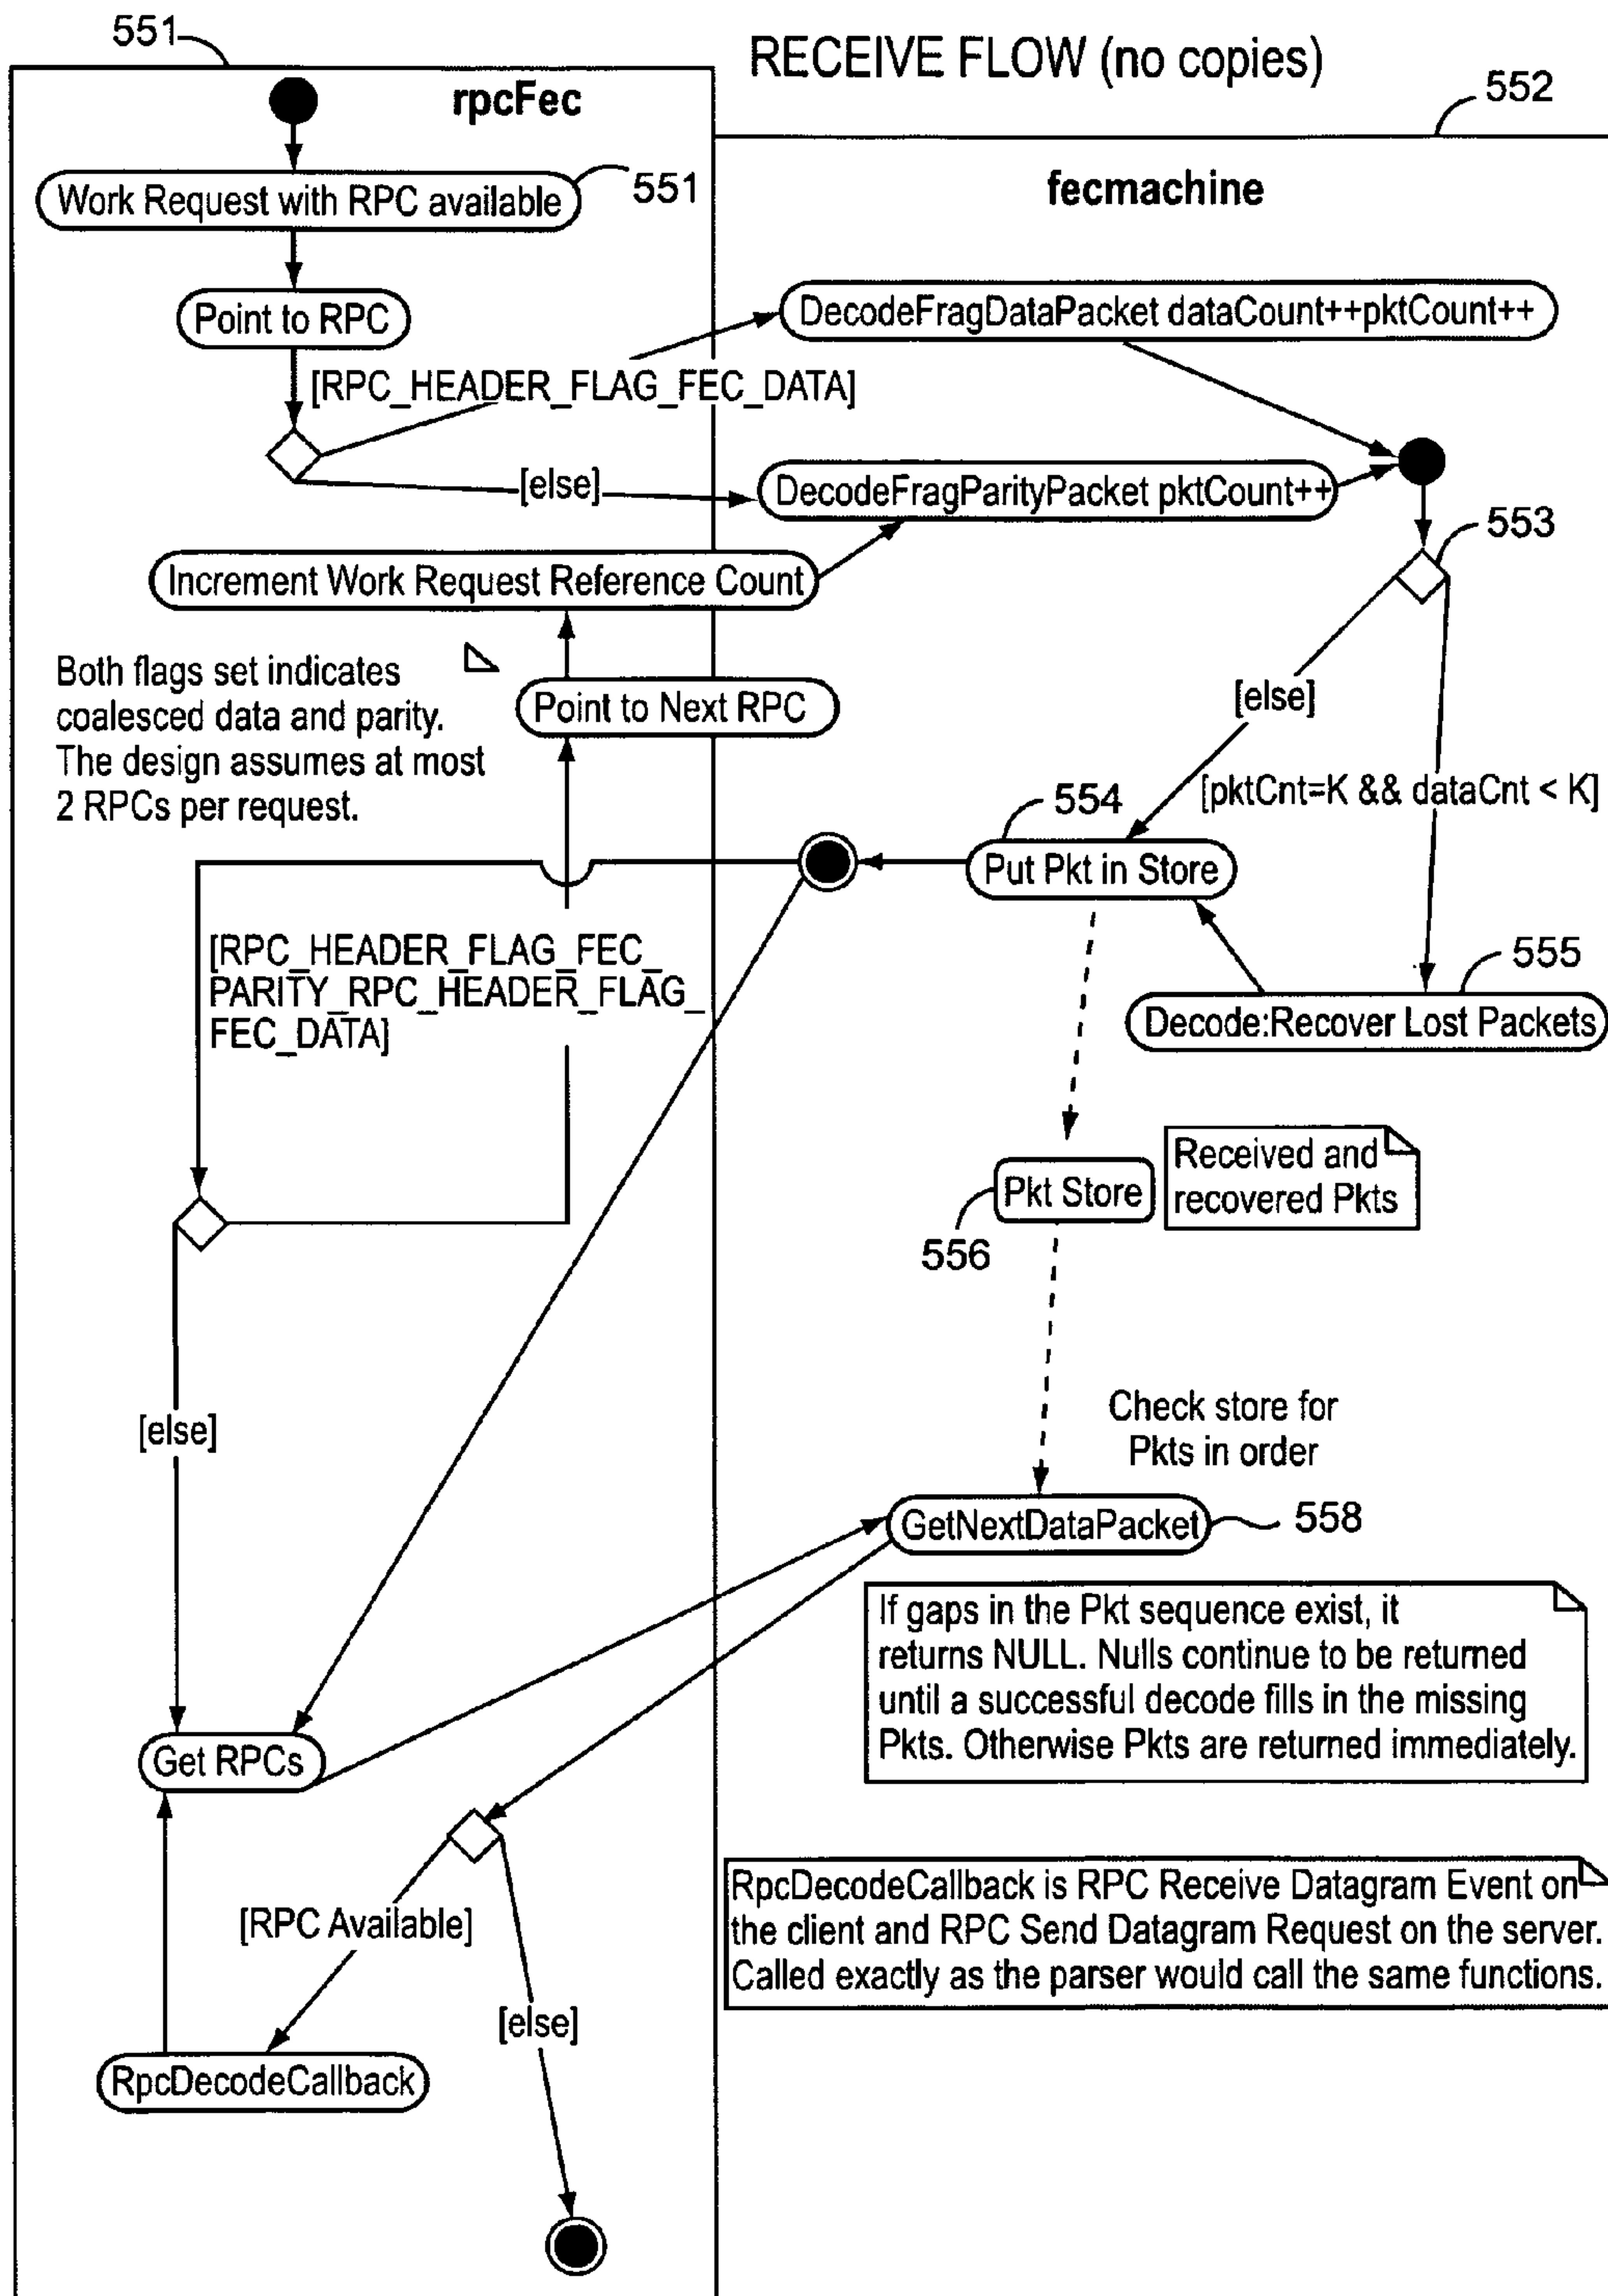 551
RECEIVE FLOW (no copies)
rpcFec
552
Work Request with RPC available
551
fecmachine
Point to RPC
DecodeFragDataPacket dataCount++pktCount++
[RPC_HEADER_FLAG_FEC_DATA]
[else]
DecodeFragParityPacket pktCount++
553
Increment Work Request Reference Count
Both flags set indicates
coalesced data and parity.
The design assumes at most
2 RPCs per request.
Point to Next RPC
[else]
[pktCnt=K && dataCnt < K]
554
Put Pkt in Store
[RPC_HEADER_FLAG_FEC_
PARITY_RPC_HEADER_FLAG_
FEC_DATA]
555
Decode:Recover Lost Packets
Pkt Store
Received and
recovered Pkts
556
[else]
Check store for
Pkts in order
GetNextDataPacket
558
If gaps in the Pkt sequence exist, it
returns NULL. Nulls continue to be returned
until a successful decode fills in the missing
Pkts. Otherwise Pkts are returned immediately.
Get RPCs
RpcDecodeCallback is RPC Receive Datagram Event on
the client and RPC Send Datagram Request on the server.
Called exactly as the parser would call the same functions.
[RPC Available]
[else]
RpcDecodeCallback